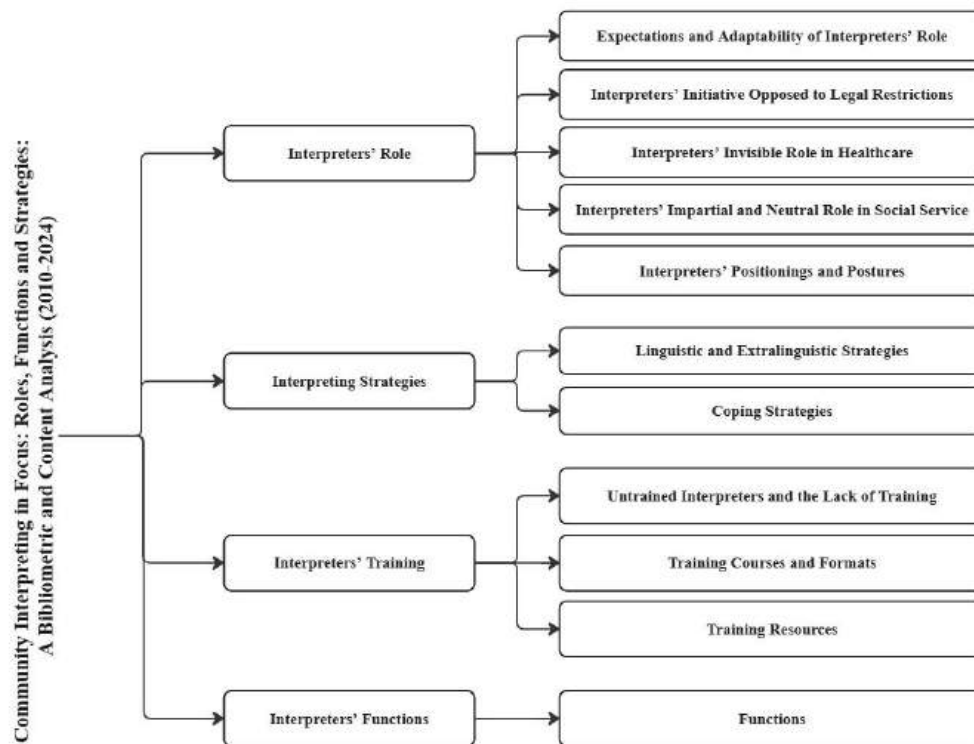 Community Interpreting in Focus: Roles, Functions and Strategies:
A Bibliometric and Content Analysis (2010-2024)
Interpreters’ Role
Expectations and Adaptability of Interpreters’ Role
Interpreters’ Initiative Opposed to Legal Restrictions
Interpreters’ Invisible Role in Healthcare
Interpreters’ Impartial and Neutral Role in Social Service
Interpreters’ Positionings and Postures
Interpreting Strategies
Linguistic and Extralinguistic Strategies
Coping Strategies
Interpreters’ Training
Untrained Interpreters and the Lack of Training
Training Courses and Formats
Training Resources
Interpreters’ Functions
Functions